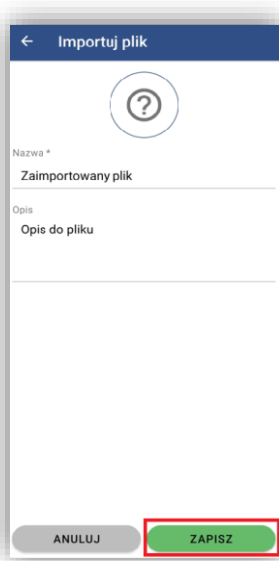 Importuj plik
Nazwa *
Zaimportowany plik
Opis
Opis do pliku
ANULUJ
ZAPISZ